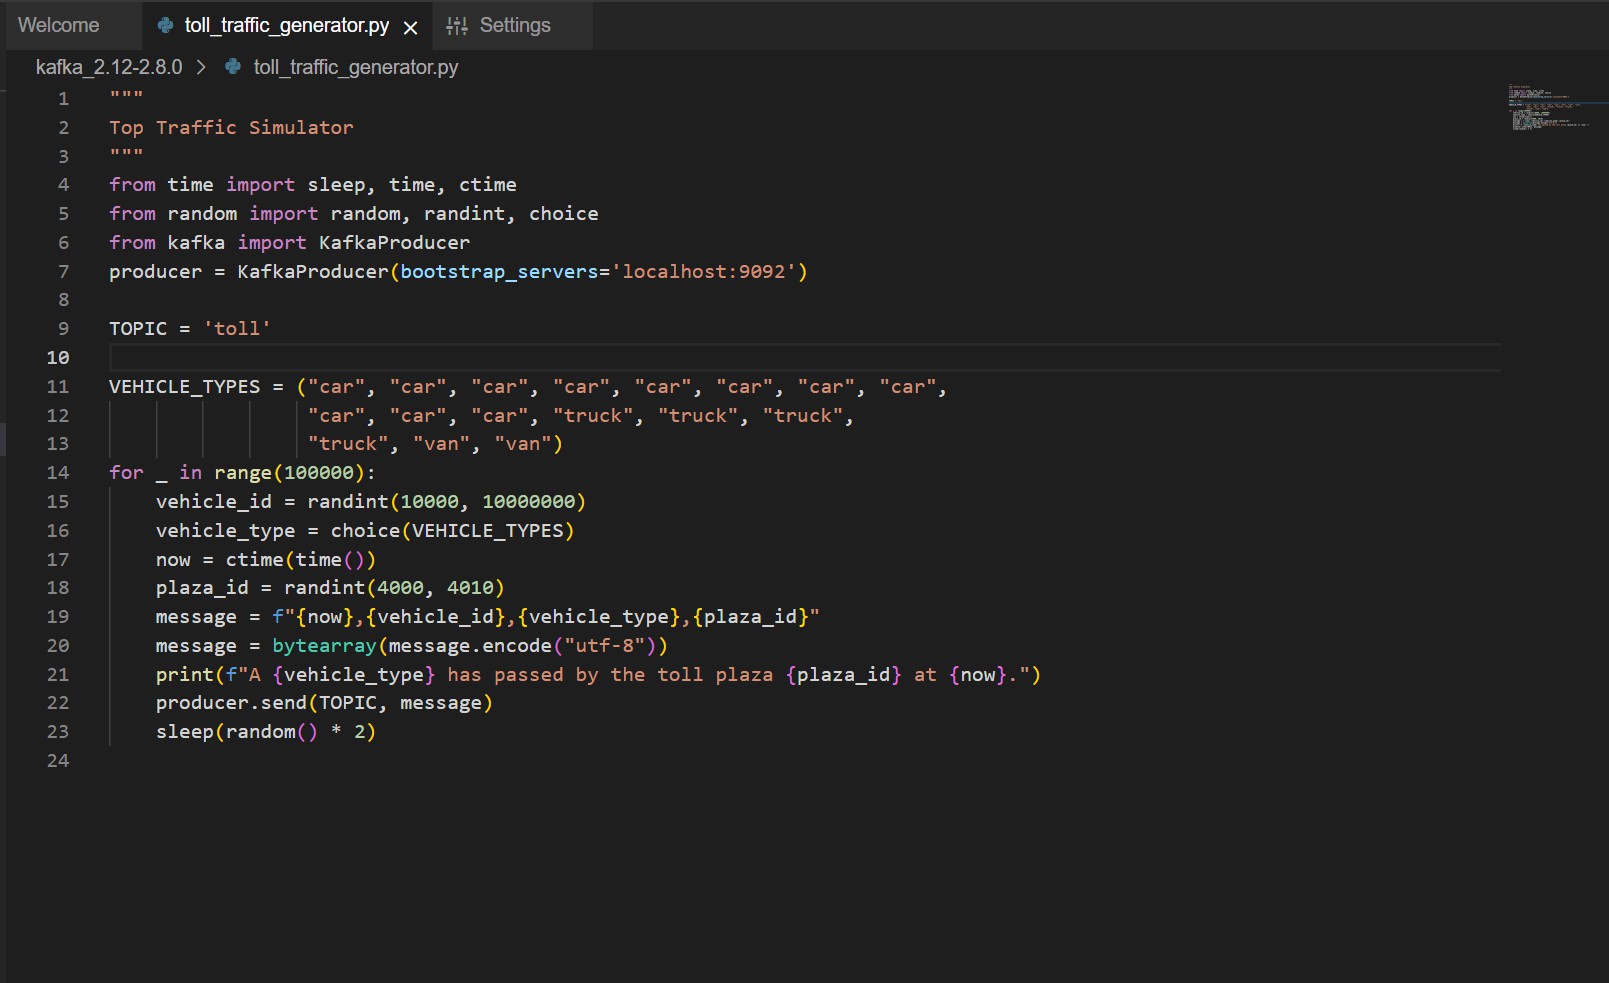 Welcome toll_traffic_generator.py Settings
kafka_2.12-2.8.0 > toll_traffic_generator.py
1 """
2 Top Traffic Simulator
3 """
4 from time import sleep, time, ctime
5 from random import random, randint, choice
6 from kafka import KafkaProducer
7 producer = KafkaProducer(bootstrap_servers='localhost:9092')
8
9 TOPIC = 'toll'
10
11 VEHICLE_TYPES = ("car", "car", "car", "car", "car", "car", "car", "car",
12                  "car", "car", "car", "truck", "truck", "truck",
13                  "truck", "van", "van")
14 for _ in range(100000):
15     vehicle_id = randint(10000, 10000000)
16     vehicle_type = choice(VEHICLE_TYPES)
17     now = ctime(time())
18     plaza_id = randint(4000, 4010)
19     message = f"{now},{vehicle_id},{vehicle_type},{plaza_id}"
20     message = bytearray(message.encode("utf-8"))
21     print(f"A {vehicle_type} has passed by the toll plaza {plaza_id} at {now}.")
22     producer.send(TOPIC, message)
23     sleep(random() * 2)
24